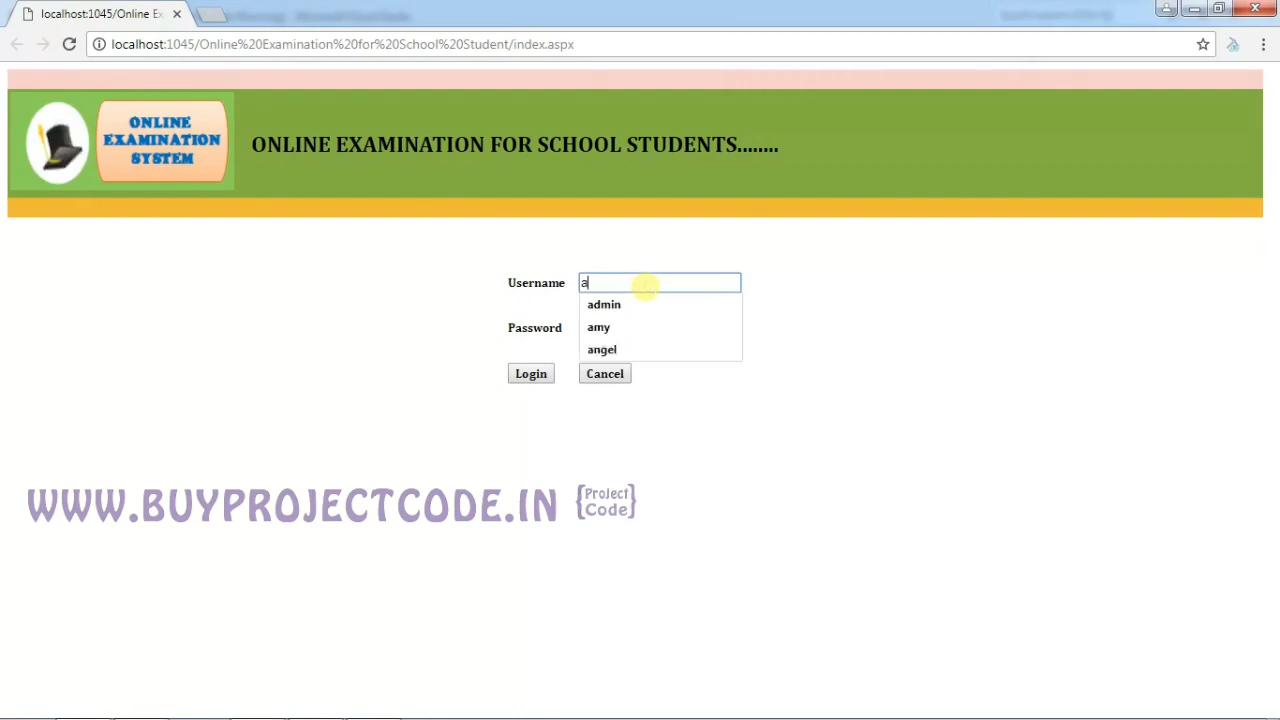 localhost:1045/Online Ex
localhost:1045/Online%20Examination%20for%20School%20Student/index.aspx
ONLINE
EXAMINATION
SYSTEM
ONLINE EXAMINATION FOR SCHOOL STUDENTS........
Username a
admin
amy
angel
Password
Login Cancel
WWW.BUYPROJECTCODE.IN {Project
Code}